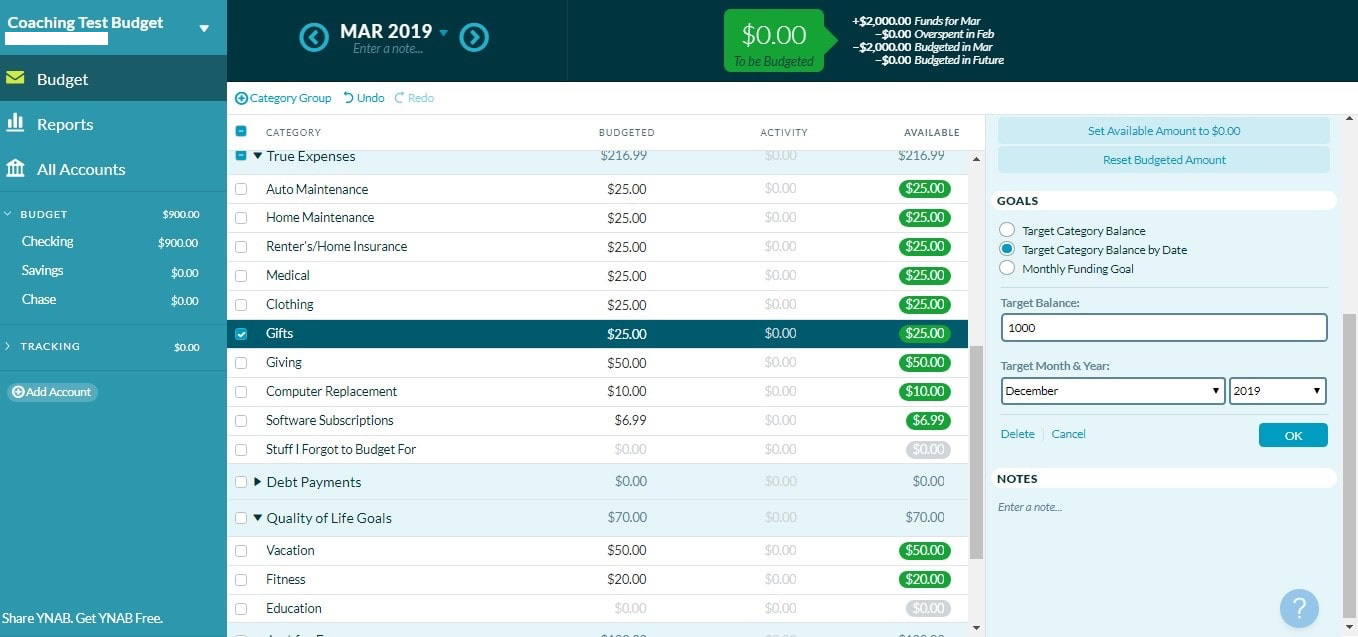 Coaching Test Budget
Budget
Reports
All Accounts
BUDGET $900.00
Checking $900.00
Savings $0.00
Chase $0.00
TRACKING $0.00
Add Account
Share YNAB. Get YNAB Free.
MAR 2019
Enter a note...
$0.00
To be Budgeted
+$2,000.00 Funds for Mar
−$0.00 Overspent in Feb
−$2,000.00 Budgeted in Mar
−$0.00 Budgeted in Future
Category Group Undo Redo
CATEGORY BUDGETED ACTIVITY AVAILABLE
True Expenses $216.99 $0.00 $216.99
Auto Maintenance $25.00 $0.00 $25.00
Home Maintenance $25.00 $0.00 $25.00
Renter's/Home Insurance $25.00 $0.00 $25.00
Medical $25.00 $0.00 $25.00
Clothing $25.00 $0.00 $25.00
Gifts $25.00 $0.00 $25.00
Giving $50.00 $0.00 $50.00
Computer Replacement $10.00 $0.00 $10.00
Software Subscriptions $6.99 $0.00 $6.99
Stuff I Forgot to Budget For $0.00 $0.00 $0.00
Debt Payments $0.00 $0.00 $0.00
Quality of Life Goals $70.00 $0.00 $70.00
Vacation $50.00 $0.00 $50.00
Fitness $20.00 $0.00 $20.00
Education $0.00 $0.00 $0.00
Set Available Amount to $0.00
Reset Budgeted Amount
GOALS
Target Category Balance
Target Category Balance by Date
Monthly Funding Goal
Target Balance:
1000
Target Month & Year:
December 2019
Delete Cancel OK
NOTES
Enter a note...
?